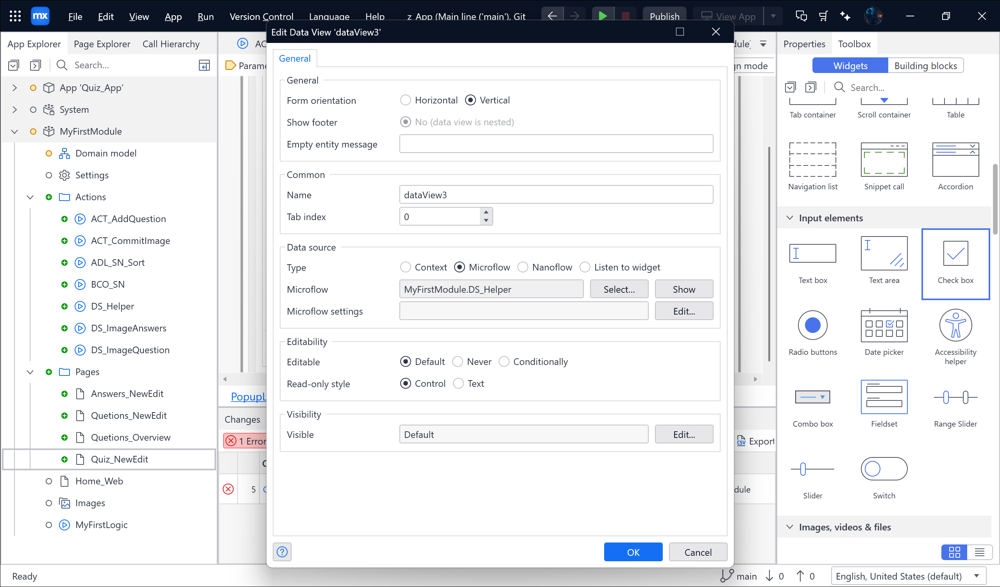 mx File Edit View App Run Version Control Language Help z_App (Main line ('main'), Git Publish View App
App Explorer Page Explorer Call Hierarchy
Search...
App 'Quiz_App'
System
MyFirstModule
Domain model
Settings
Actions
ACT_AddQuestion
ACT_CommitImage
ADL_SN_Sort
BCO_SN
DS_Helper
DS_ImageAnswers
DS_ImageQuestion
Pages
Answers_NewEdit
Quetions_NewEdit
Quetions_Overview
Quiz_NewEdit
Home_Web
Images
MyFirstLogic
Ready
PopupL
Changes
1 Error
5
Edit Data View 'dataView3'
General
General
Form orientation Horizontal Vertical
Show footer No (data view is nested)
Empty entity message
Common
Name dataView3
Tab index 0
Data source
Type Context Microflow Nanoflow Listen to widget
Microflow MyFirstModule.DS_Helper Select... Show
Microflow settings Edit...
Editability
Editable Default Never Conditionally
Read-only style Control Text
Visibility
Visible Default Edit...
? OK Cancel
CSV Export
dule
Properties Toolbox
Widgets Building blocks
Search...
Tab container Scroll container Table
Navigation list Snippet call Accordion
Input elements
Text box Text area Check box
Radio buttons Date picker Accessibility helper
Combo box Fieldset Range Slider
Slider Switch
Images, videos & files
main 0 0 English, United States (default)